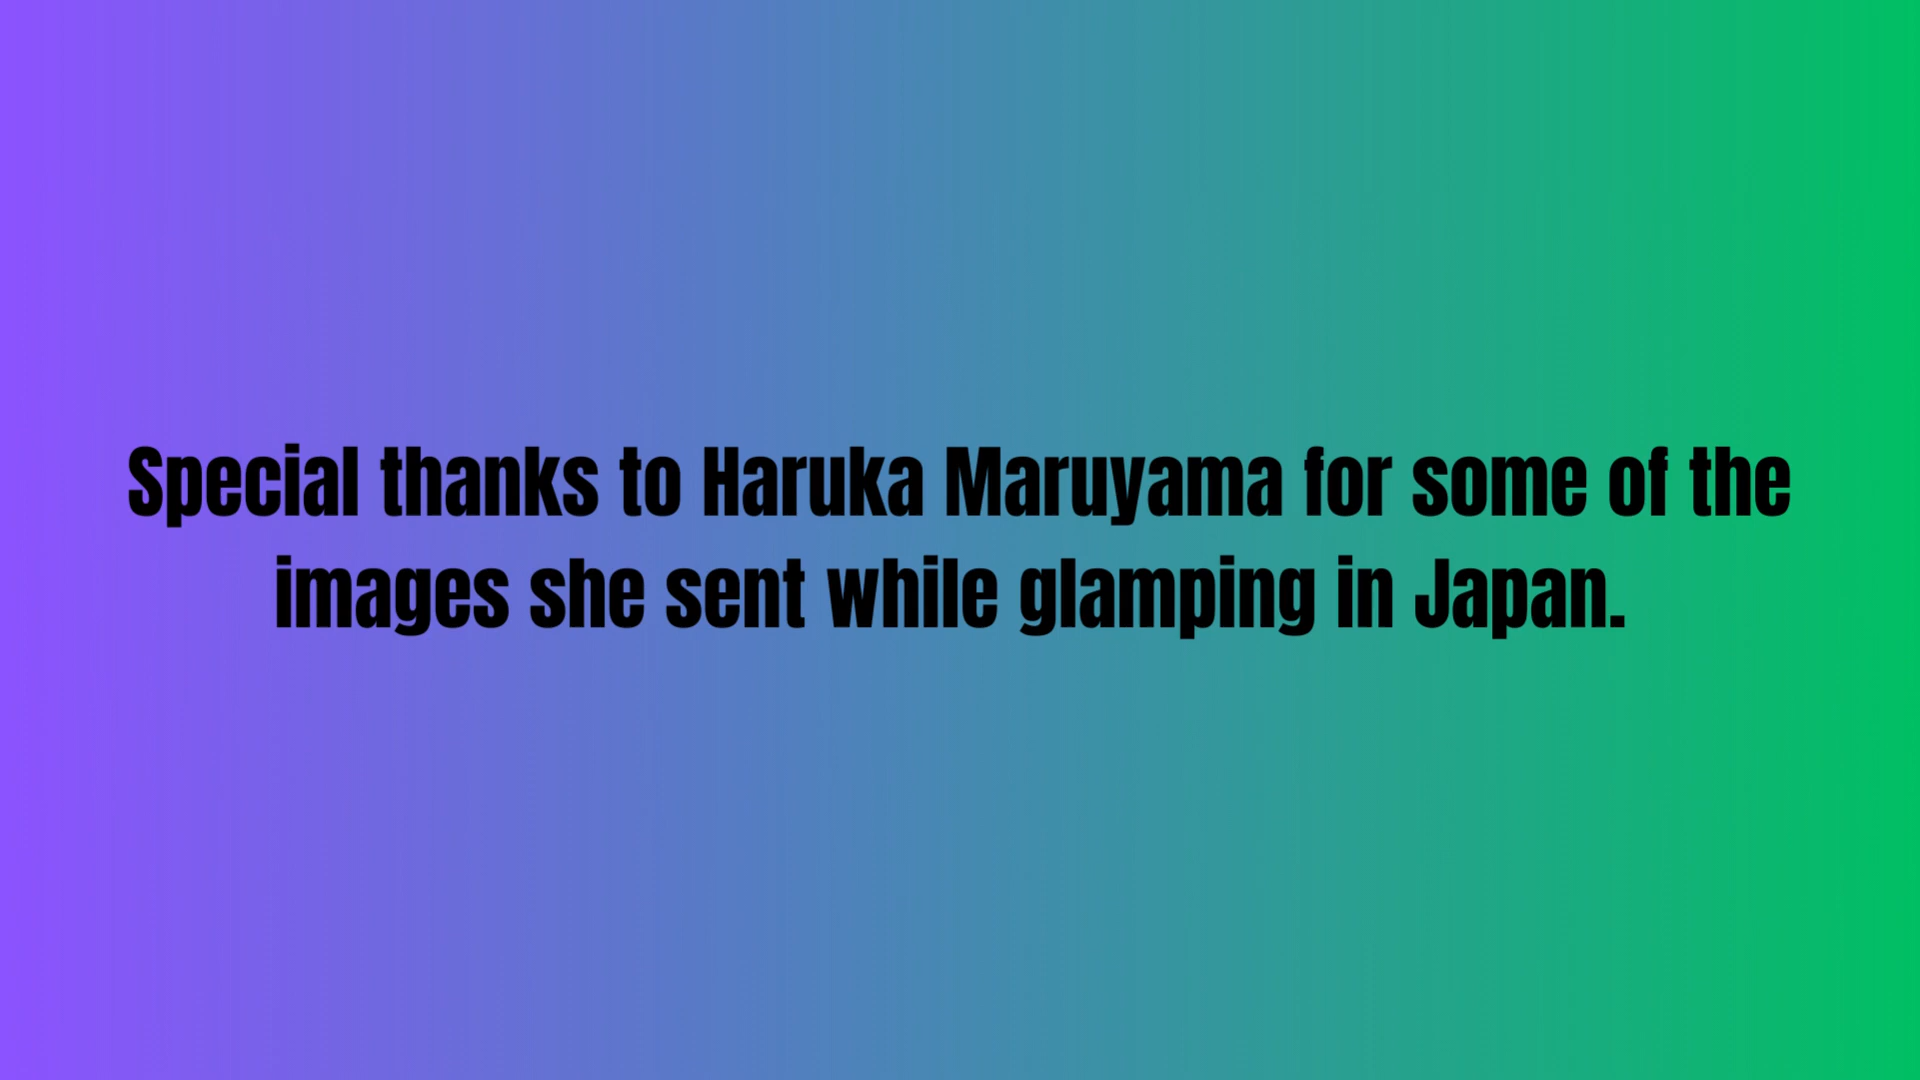 Special thanks to Haruka Maruyama for some of the
images she sent while glamping in Japan.